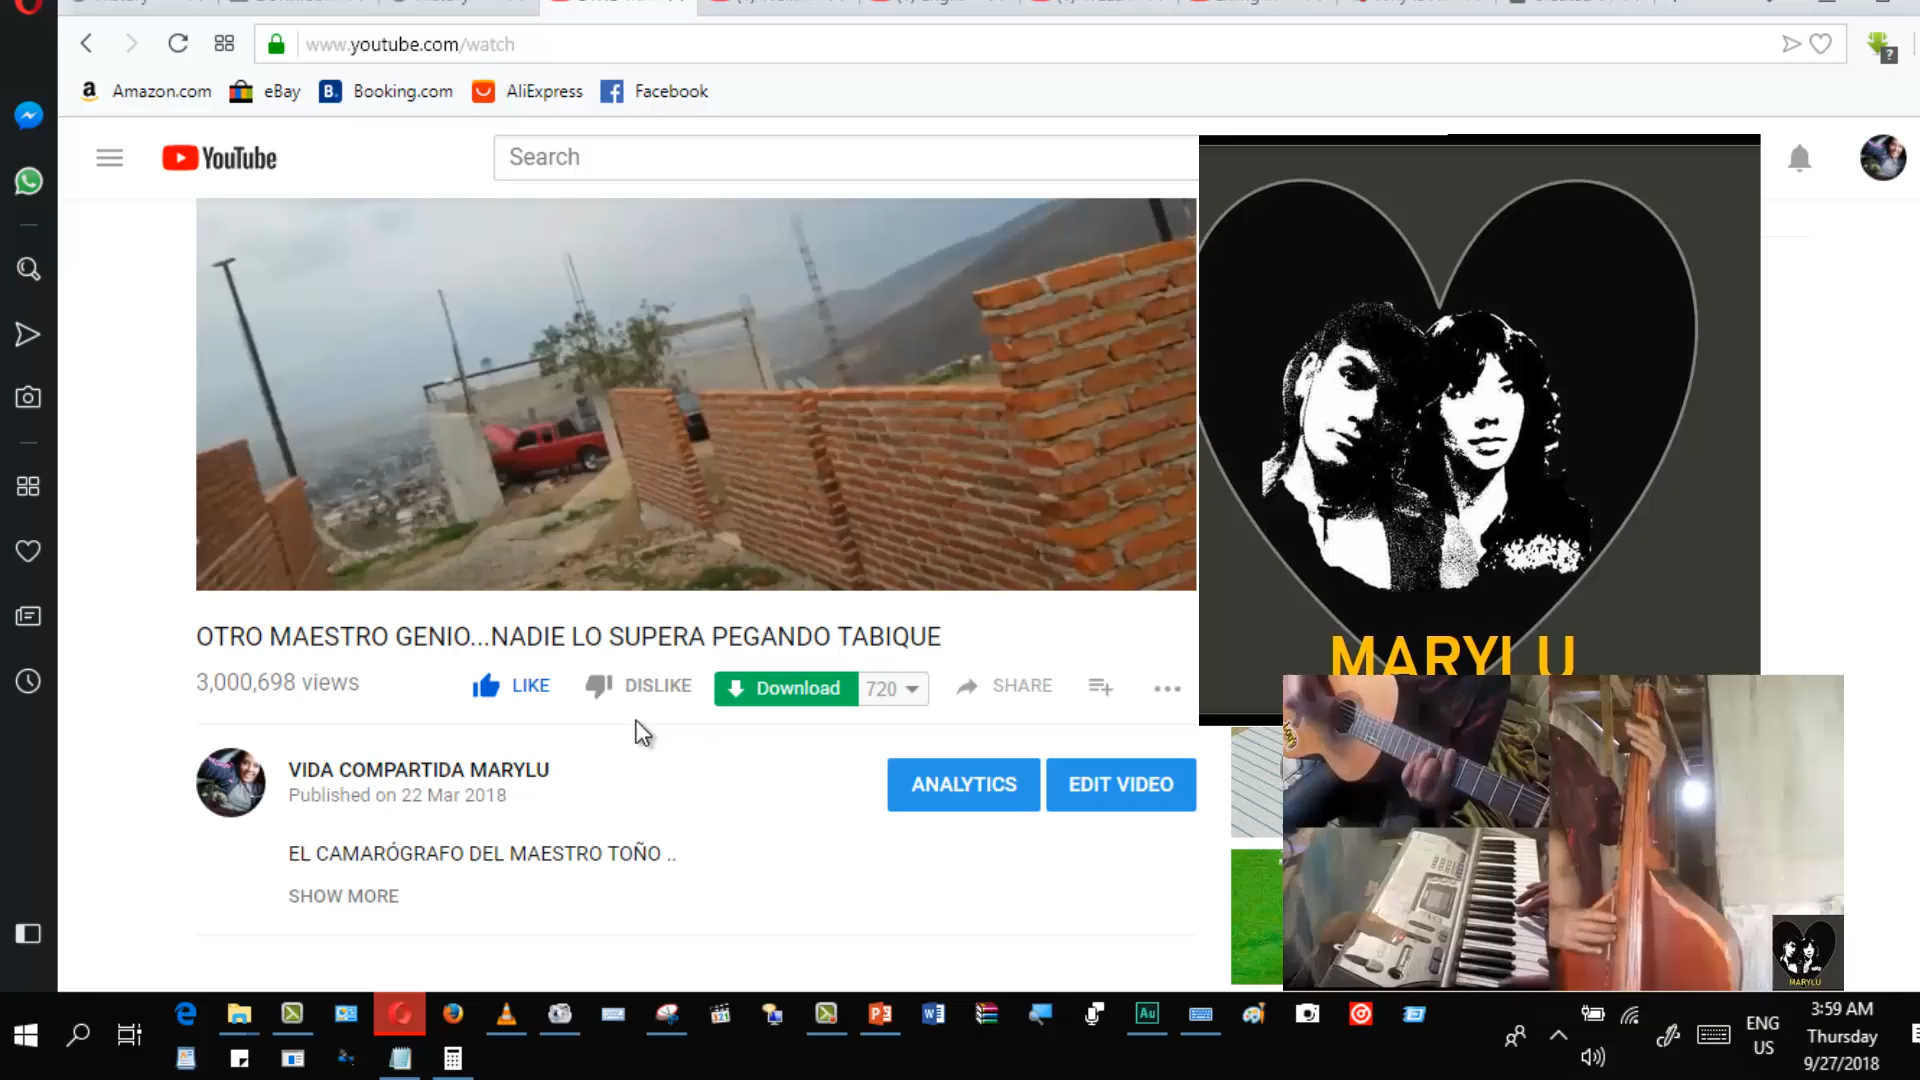 www.youtube.com/watch
Amazon.com eBay Booking.com AliExpress Facebook
YouTube
Search
MARYLU
OTRO MAESTRO GENIO...NADIE LO SUPERA PEGANDO TABIQUE
3,000,698 views
LIKE
DISLIKE
Download
720
SHARE
VIDA COMPARTIDA MARYLU
Published on 22 Mar 2018
ANALYTICS
EDIT VIDEO
EL CAMARÓGRAFO DEL MAESTRO TOÑO ..
SHOW MORE
MARYLU
ENG
US
3:59 AM
Thursday
9/27/2018